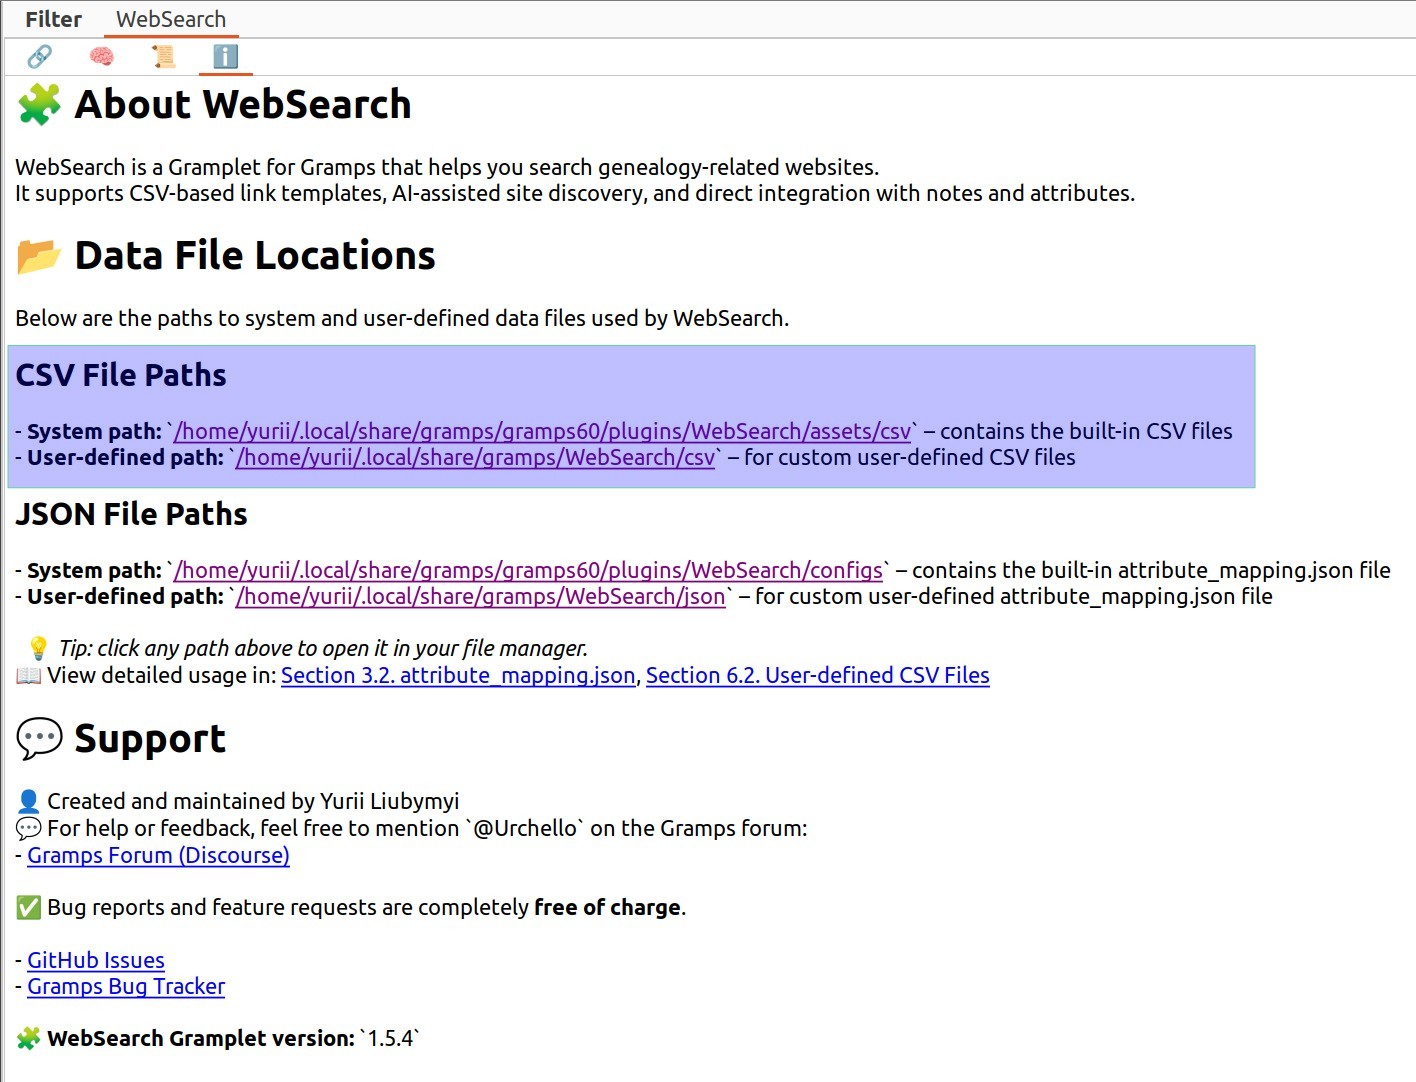 Filter WebSearch
About WebSearch
WebSearch is a Gramplet for Gramps that helps you search genealogy-related websites.
It supports CSV-based link templates, AI-assisted site discovery, and direct integration with notes and attributes.
Data File Locations
Below are the paths to system and user-defined data files used by WebSearch.
CSV File Paths
- System path: `/home/yurii/.local/share/gramps/gramps60/plugins/WebSearch/assets/csv` – contains the built-in CSV files
- User-defined path: `/home/yurii/.local/share/gramps/WebSearch/csv` – for custom user-defined CSV files
JSON File Paths
- System path: `/home/yurii/.local/share/gramps/gramps60/plugins/WebSearch/configs` – contains the built-in attribute_mapping.json file
- User-defined path: `/home/yurii/.local/share/gramps/WebSearch/json` – for custom user-defined attribute_mapping.json file
Tip: click any path above to open it in your file manager.
View detailed usage in: Section 3.2. attribute_mapping.json, Section 6.2. User-defined CSV Files
Support
Created and maintained by Yurii Liubymyi
For help or feedback, feel free to mention `@Urchello` on the Gramps forum:
- Gramps Forum (Discourse)
Bug reports and feature requests are completely free of charge.
- GitHub Issues
- Gramps Bug Tracker
WebSearch Gramplet version: `1.5.4`